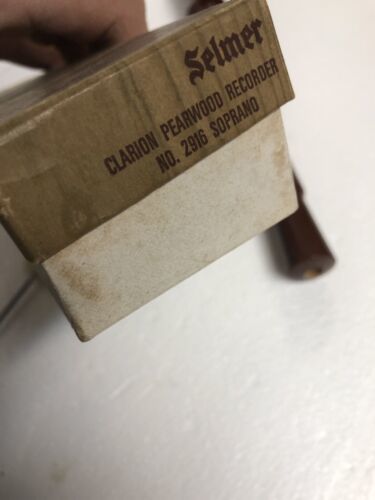 Selmer
CLARION PEARWOOD RECORDER
NO. 2916 SOPRANO